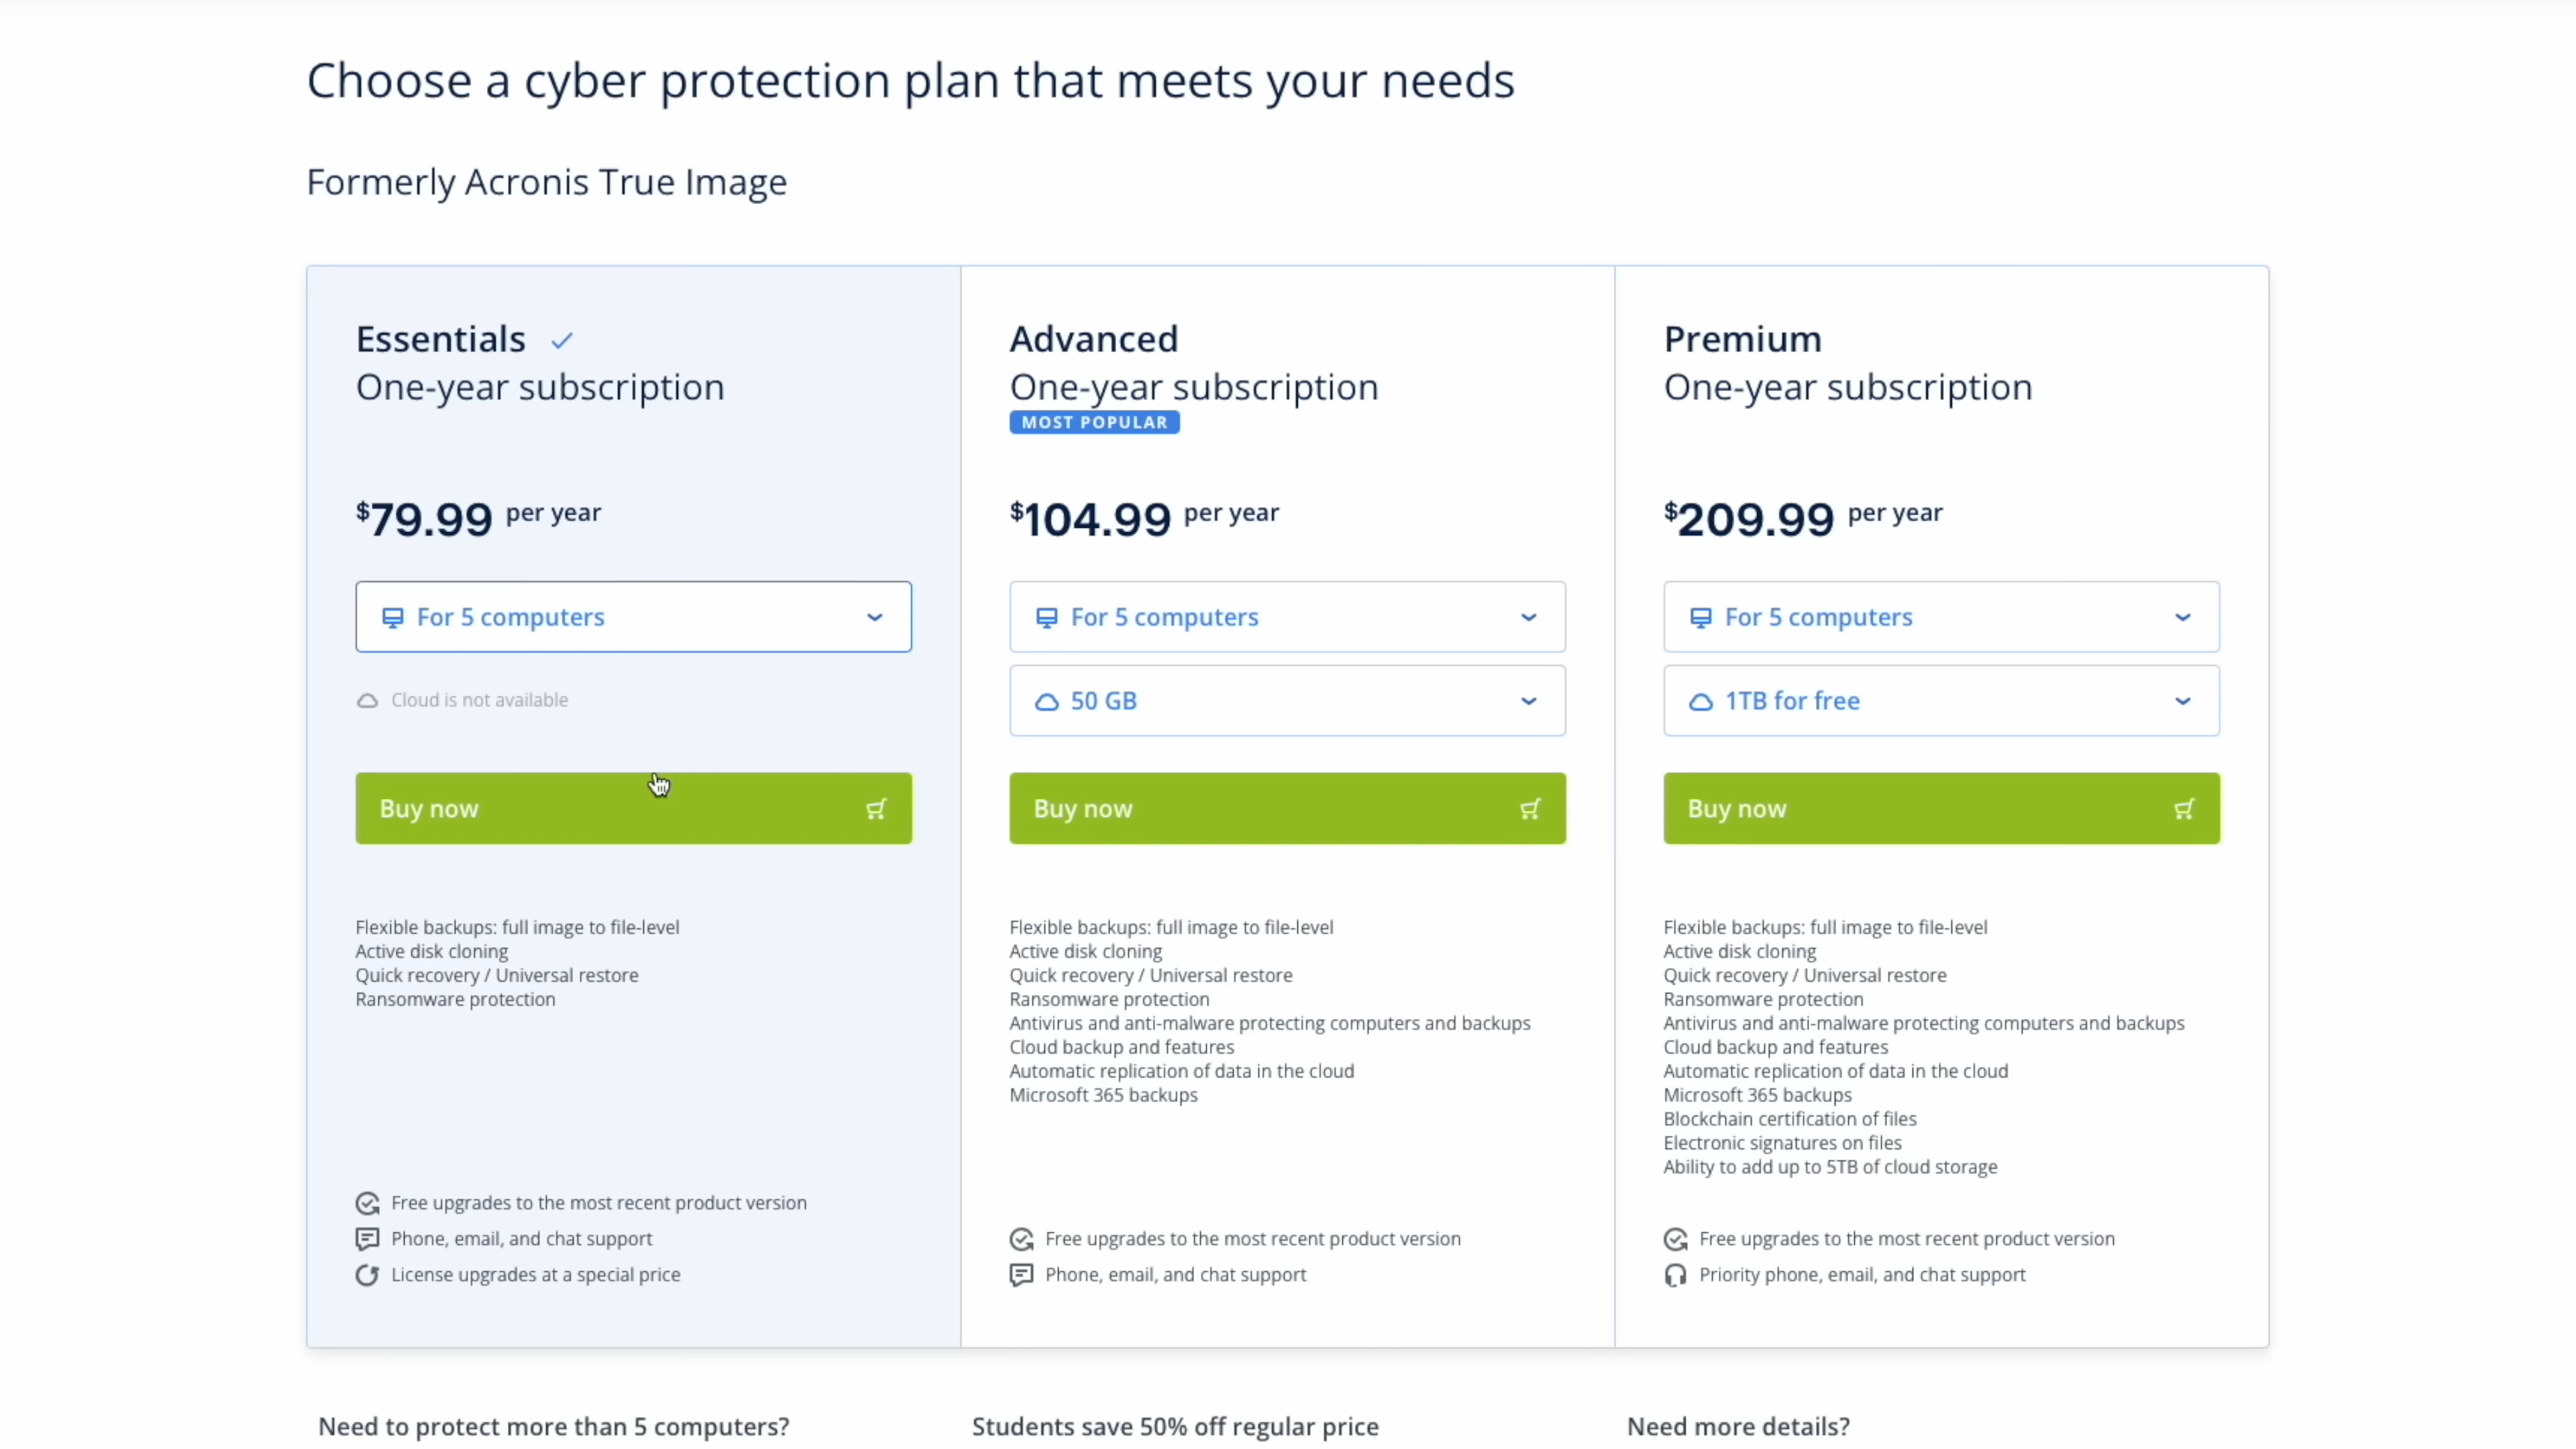 Choose a cyber protection plan that meets your needs
Formerly Acronis True Image
Essentials
One-year subscription
$79.99 per year
For 5 computers
Cloud is not available
Buy now
Flexible backups: full image to file-level
Active disk cloning
Quick recovery / Universal restore
Ransomware protection
Free upgrades to the most recent product version
Phone, email, and chat support
License upgrades at a special price
Advanced
One-year subscription
MOST POPULAR
$104.99 per year
For 5 computers
50 GB
Buy now
Flexible backups: full image to file-level
Active disk cloning
Quick recovery / Universal restore
Ransomware protection
Antivirus and anti-malware protecting computers and backups
Cloud backup and features
Automatic replication of data in the cloud
Microsoft 365 backups
Free upgrades to the most recent product version
Phone, email, and chat support
Premium
One-year subscription
$209.99 per year
For 5 computers
1TB for free
Buy now
Flexible backups: full image to file-level
Active disk cloning
Quick recovery / Universal restore
Ransomware protection
Antivirus and anti-malware protecting computers and backups
Cloud backup and features
Automatic replication of data in the cloud
Microsoft 365 backups
Blockchain certification of files
Electronic signatures on files
Ability to add up to 5TB of cloud storage
Free upgrades to the most recent product version
Priority phone, email, and chat support
Need to protect more than 5 computers?
Students save 50% off regular price
Need more details?